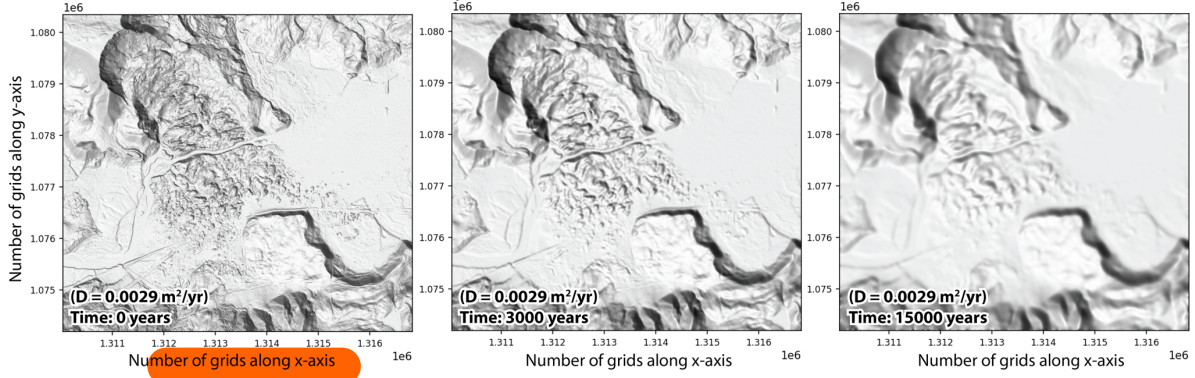 1e6
1.080
1.079
1.078
1.077
1.076
1.075
Number of grids along y-axis
(D = 0.0029 m²/yr)
Time: 0 years
1.311 1.312 1.313 1.314 1.315 1.316
1e6
Number of grids along x-axis
1e6
1.080
1.079
1.078
1.077
1.076
1.075
(D = 0.0029 m²/yr)
Time: 3000 years
1.311 1.312 1.313 1.314 1.315 1.316
1e6
Number of grids along x-axis
1e6
1.080
1.079
1.078
1.077
1.076
1.075
(D = 0.0029 m²/yr)
Time: 15000 years
1.311 1.312 1.313 1.314 1.315 1.316
1e6
Number of grids along x-axis